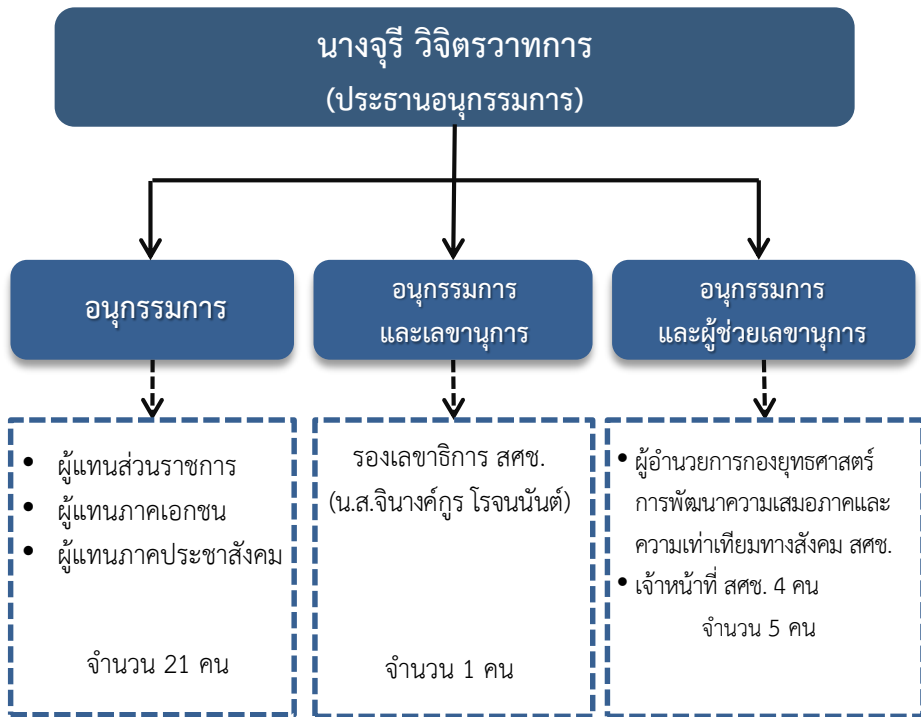 นางจุรี วิจิตรวาทการ
(ประธานอนุกรรมการ)
อนุกรรมการ
อนุกรรมการ
และเลขานุการ
อนุกรรมการ
และผู้ช่วยเลขานุการ
• ผู้แทนส่วนราชการ
• ผู้แทนภาคเอกชน
• ผู้แทนภาคประชาสังคม
จำนวน 21 คน
รองเลขาธิการ สศช.
(น.ส.จินางค์กูร โรจนนันต์)
จำนวน 1 คน
• ผู้อำนวยการกองยุทธศาสตร์
การพัฒนาความเสมอภาคและ
ความเท่าเทียมทางสังคม สศช.
• เจ้าหน้าที่ สศช. 4 คน
จำนวน 5 คน